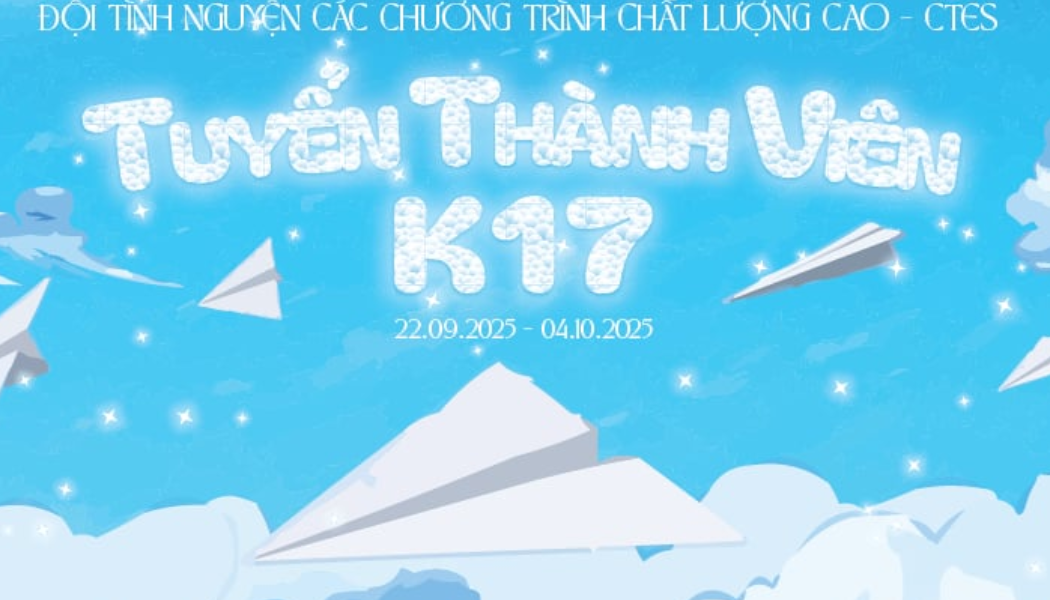 ĐỘI TÌNH NGUYỆN CÁC CHƯƠNG TRÌNH CHẤT LƯỢNG CAO - CTES
TUYỂN THÀNH VIÊN
K17
22.09.2025 - 04.10.2025